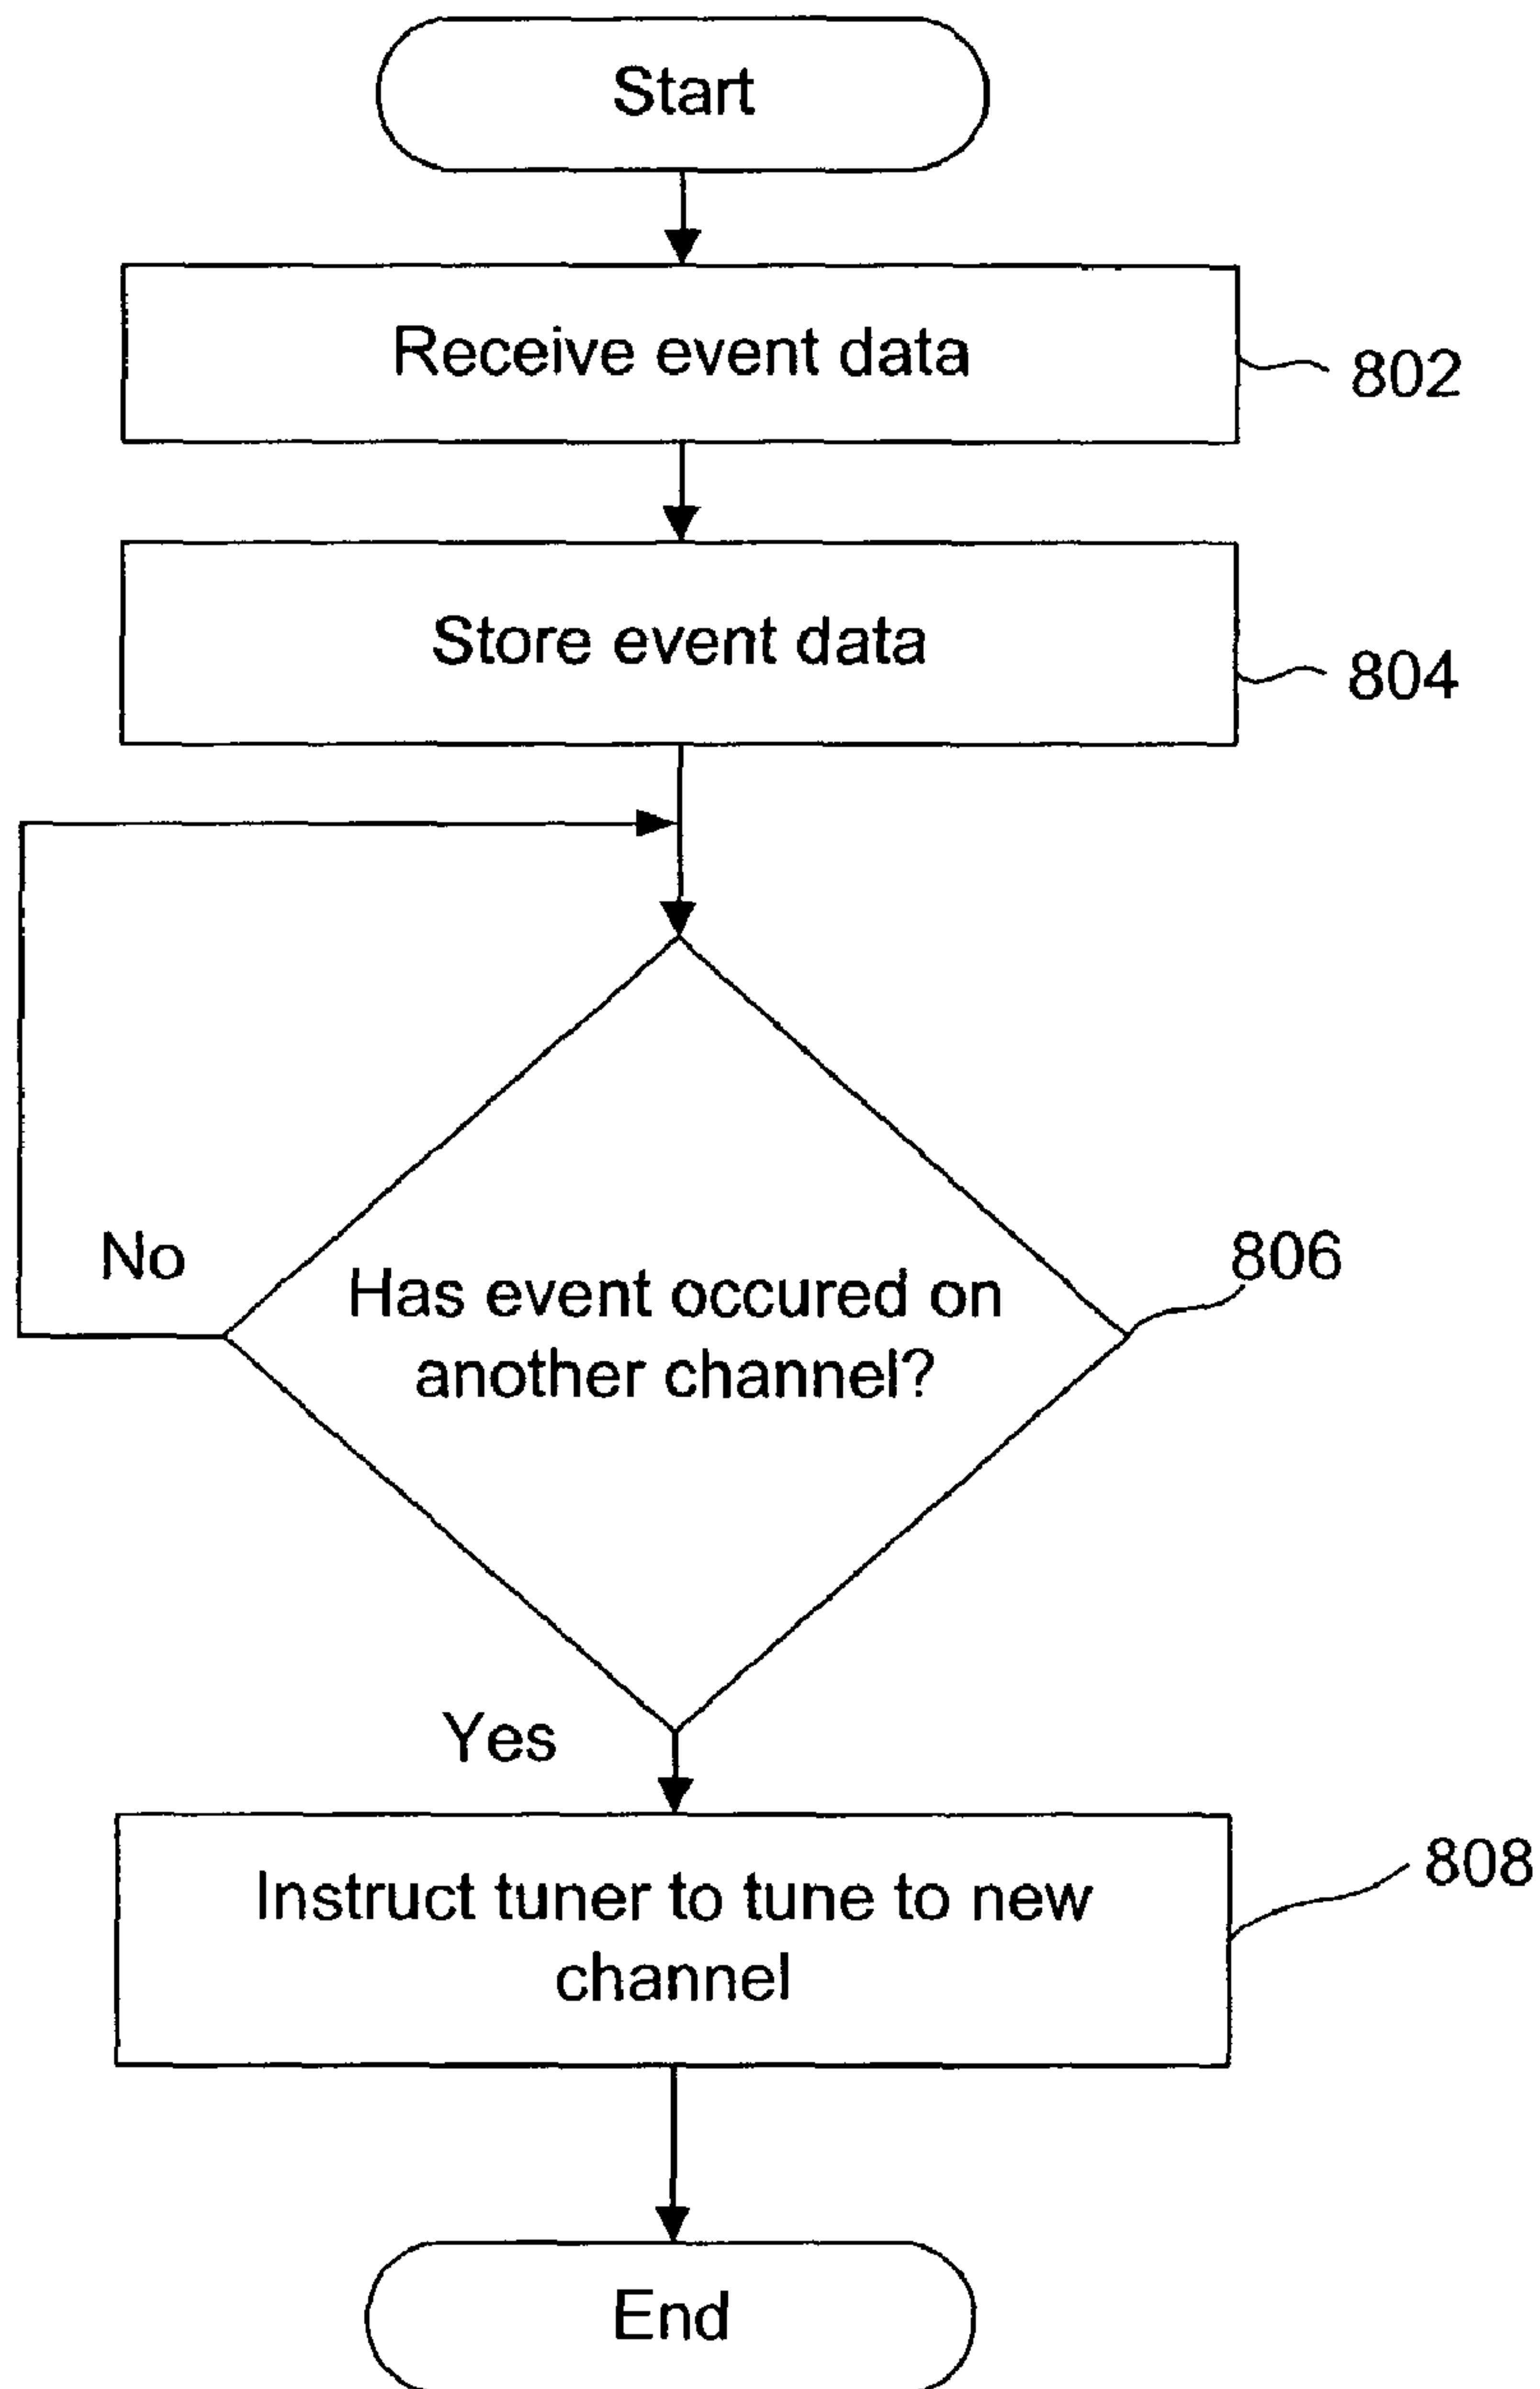 Start
Receive event data
802
Store event data
804
No
806
Has event occured on
another channel?
Yes
808
Instruct tuner to tune to new
channel
End